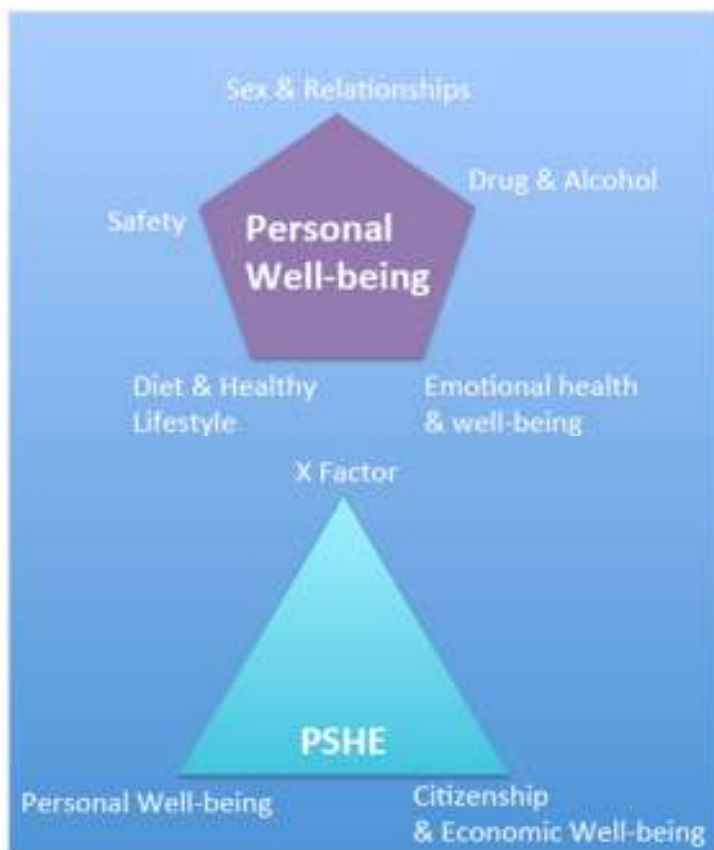 Sex & Relationships
Drug & Alcohol
Safety
Personal
Well-being
Diet & Healthy
Lifestyle
Emotional health
& well-being
X Factor
PSHE
Personal Well-being
Citizenship
& Economic Well-being